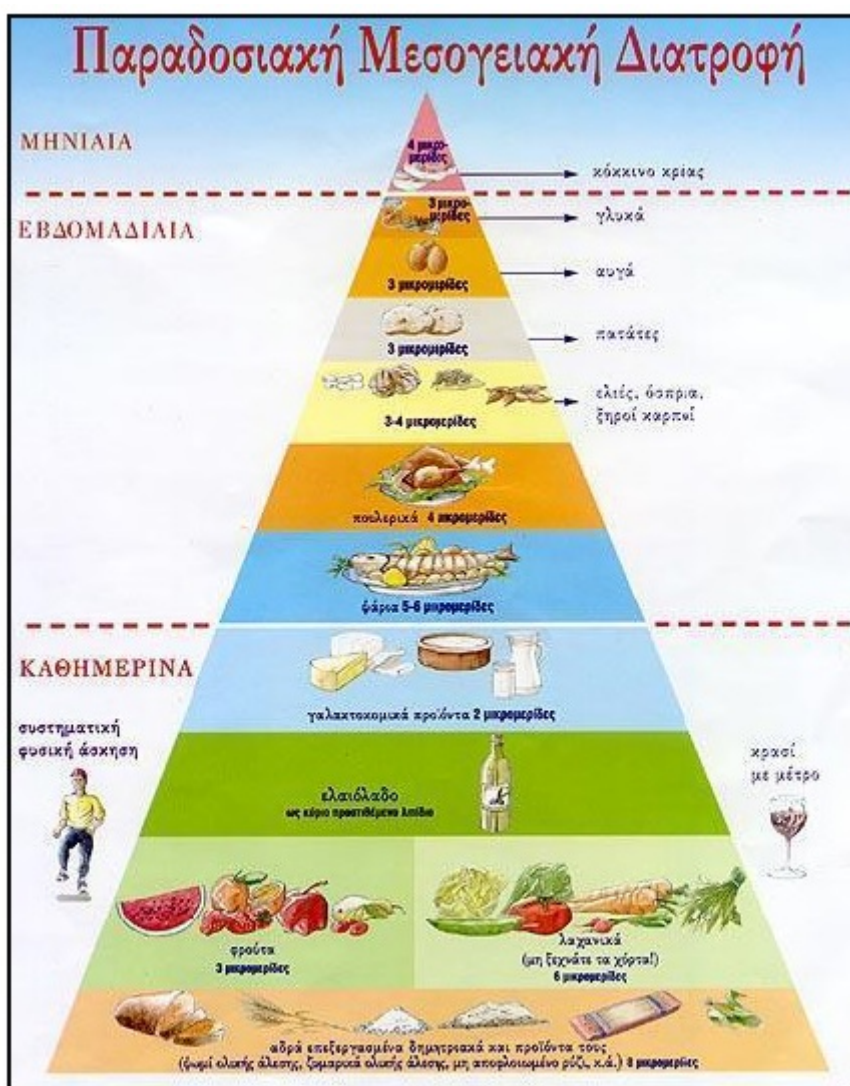 Παραδοσιακή Μεσογειακή Διατροφή
ΜΗΝΙΑΙΑ
4 μικρο-
μερίδες
κόκκινο κρέας
ΕΒΔΟΜΑΔΙΑΙΑ
3 μικρο-
μερίδες
γλυκά
3 μικρομερίδες
αυγά
3 μικρομερίδες
πατάτες
3-4 μικρομερίδες
ελιές, όσπρια,
ξηροί καρποί
πουλερικά 4 μικρομερίδες
ψάρια 5-6 μικρομερίδες
ΚΑΘΗΜΕΡΙΝΑ
γαλακτοκομικά προϊόντα 2 μικρομερίδες
συστηματική
φυσική άσκηση
ελαιόλαδο
ως κύριο προστιθέμενο λιπίδιο
κρασί
με μέτρο
φρούτα
3 μικρομερίδες
λαχανικά
(μη ξεχνάτε τα χόρτα!)
6 μικρομερίδες
αδρά επεξεργασμένα δημητριακά και προϊόντα τους
(ψωμί ολικής άλεσης, ζυμαρικά ολικής άλεσης, μη αποφλοιωμένο ρύζι, κ.ά.) 8 μικρομερίδες